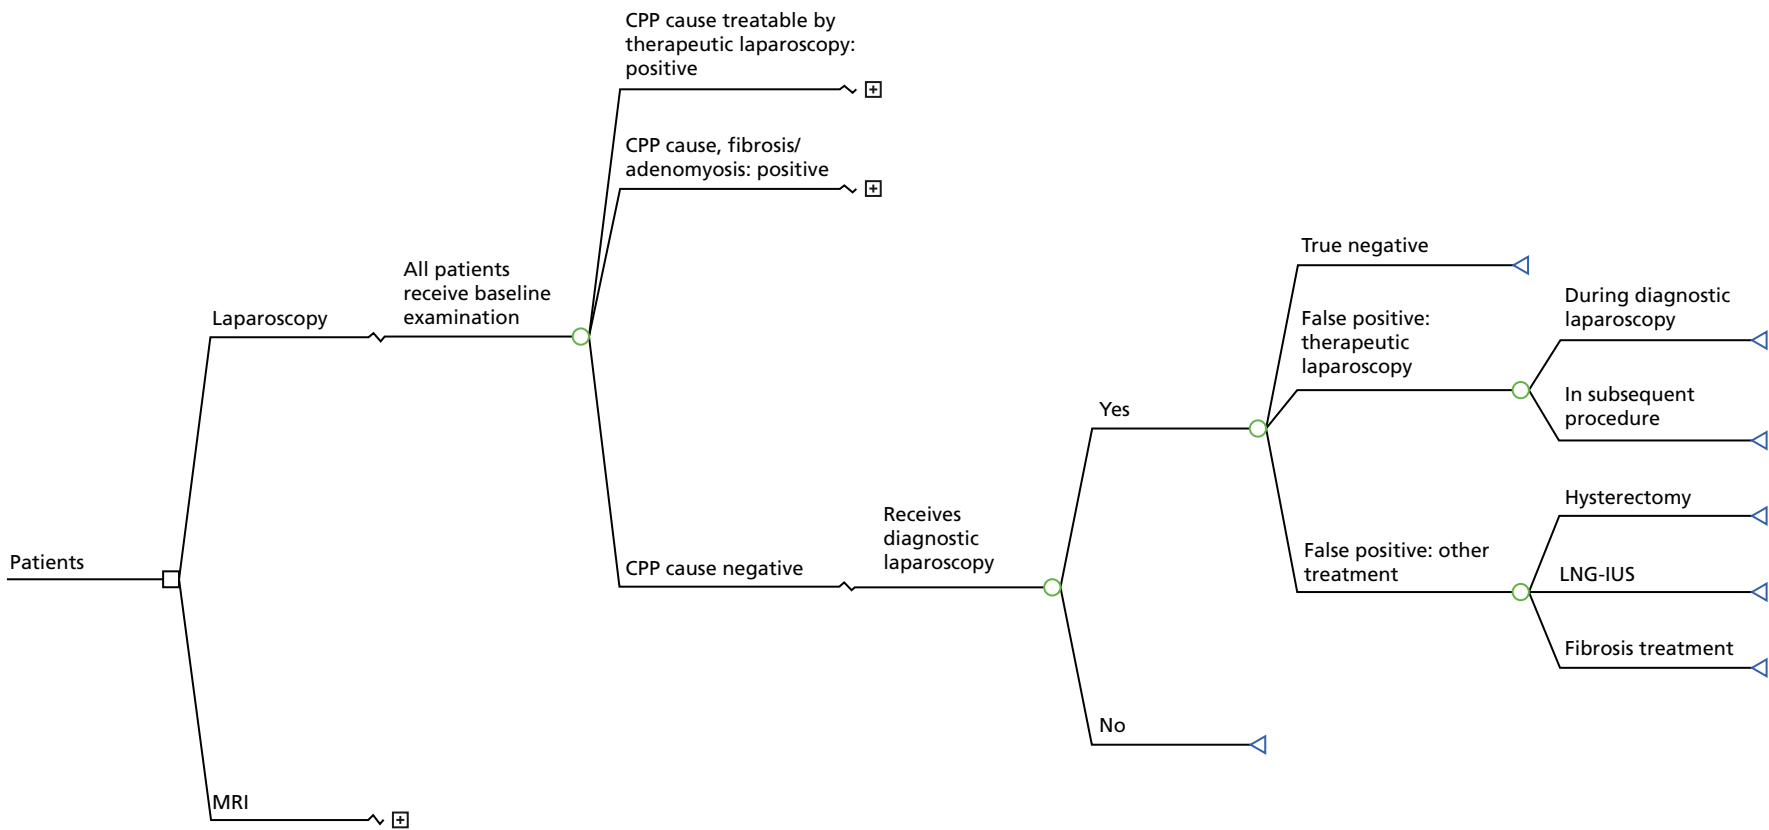 CPP cause treatable by
therapeutic laparoscopy:
positive
CPP cause, fibrosis/
adenomyosis: positive
All patients
receive baseline
examination
Laparoscopy
Patients
MRI
CPP cause negative
Receives
diagnostic
laparoscopy
Yes
No
True negative
False positive:
therapeutic
laparoscopy
During diagnostic
laparoscopy
In subsequent
procedure
False positive: other
treatment
Hysterectomy
LNG-IUS
Fibrosis treatment